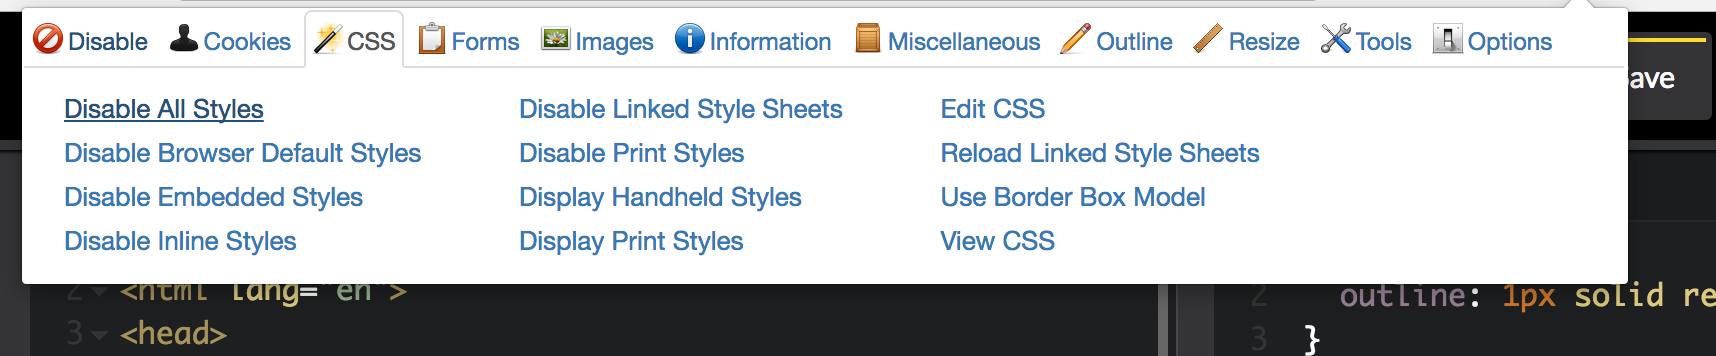 Disable Cookies CSS Forms Images Information Miscellaneous Outline Resize Tools Options
Disable All Styles Disable Linked Style Sheets Edit CSS
Disable Browser Default Styles Disable Print Styles Reload Linked Style Sheets
Disable Embedded Styles Display Handheld Styles Use Border Box Model
Disable Inline Styles Display Print Styles View CSS
2 <html lang="en">
3 <head>
2 outline: 1px solid re
3 }